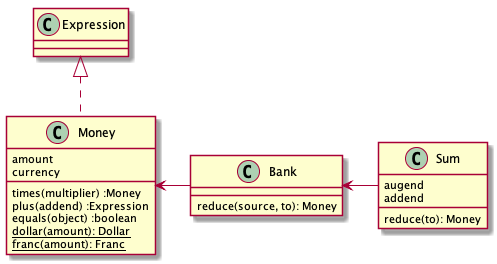 C Expression
C Money
amount
currency
times(multiplier) :Money
plus(addend) :Expression
equals(object) :boolean
dollar(amount): Dollar
franc(amount): Franc
C Bank
reduce(source, to): Money
C Sum
augend
addend
reduce(to): Money